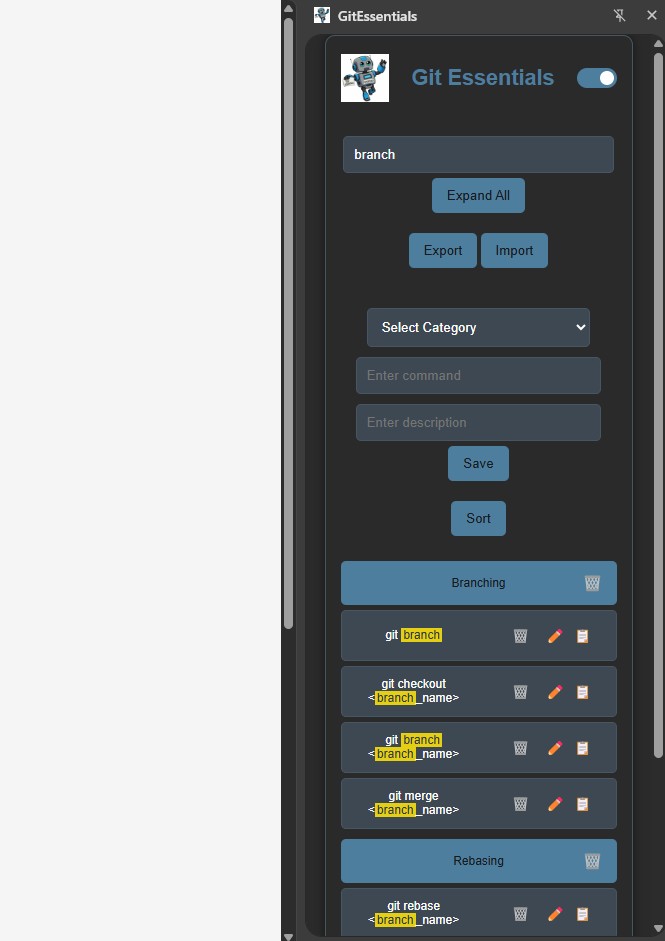 GitEssentials
Git Essentials
branch
Expand All
Export Import
Select Category
Enter command
Enter description
Save
Sort
Branching
git branch
git checkout
<branch_name>
git branch
<branch_name>
git merge
<branch_name>
Rebasing
git rebase
<branch_name>